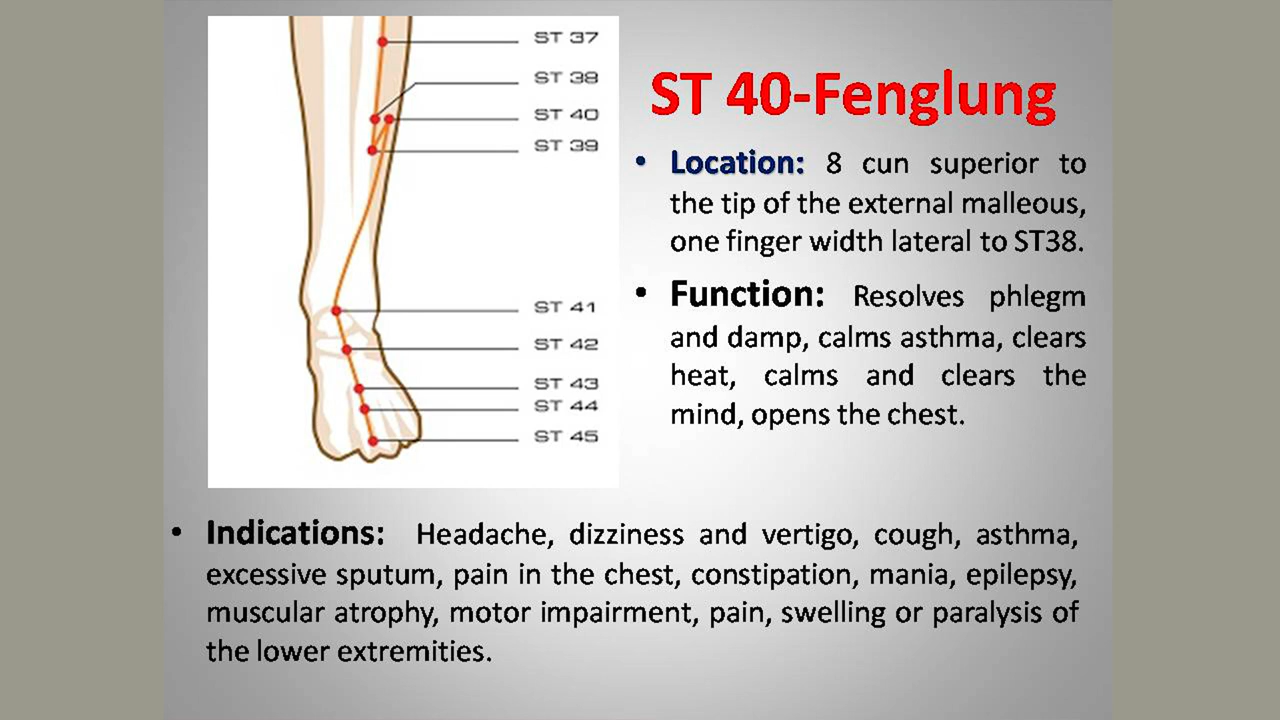 ST 37
ST 38
ST 40
ST 39
ST 41
ST 42
ST 43
ST 44
ST 45
ST 40-Fenglung
• Location: 8 cun superior to
the tip of the external malleous,
one finger width lateral to ST38.
• Function: Resolves phlegm
and damp, calms asthma, clears
heat, calms and clears the
mind, opens the chest.
• Indications: Headache, dizziness and vertigo, cough, asthma,
excessive sputum, pain in the chest, constipation, mania, epilepsy,
muscular atrophy, motor impairment, pain, swelling or paralysis of
the lower extremities.